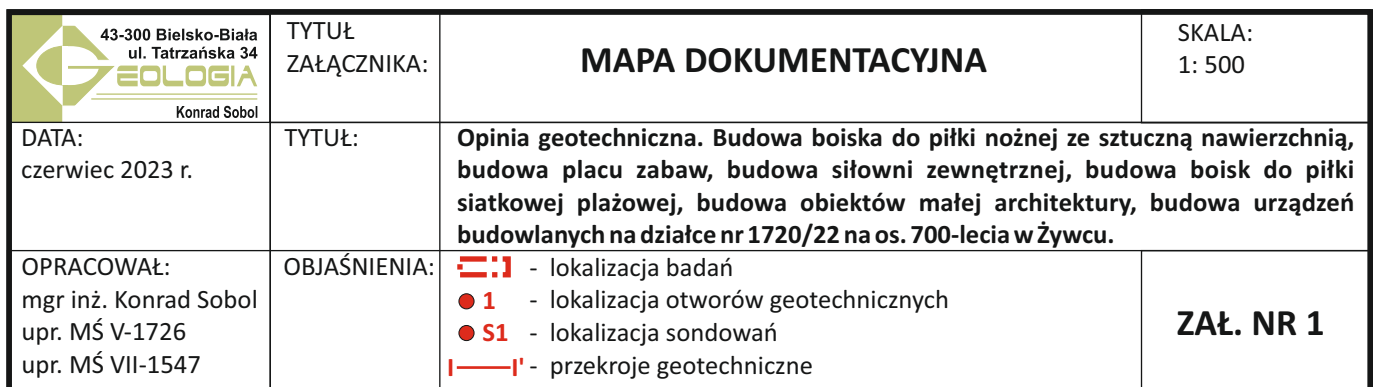 43-300 Bielsko-Biała
ul. Tatrzańska 34
GEOLOGIA
Konrad Sobol
TYTUŁ
ZAŁĄCZNIKA:
MAPA DOKUMENTACYJNA
SKALA:
1: 500
DATA:
czerwiec 2023 r.
TYTUŁ:
Opinia geotechniczna. Budowa boiska do piłki nożnej ze sztuczną nawierzchnią,
budowa placu zabaw, budowa siłowni zewnętrznej, budowa boisk do piłki
siatkowej plażowej, budowa obiektów małej architektury, budowa urządzeń
budowlanych na działce nr 1720/22 na os. 700-lecia w Żywcu.
OPRACOWAŁ:
mgr inż. Konrad Sobol
upr. MŚ V-1726
upr. MŚ VII-1547
OBJAŚNIENIA:
- lokalizacja badań
1 - lokalizacja otworów geotechnicznych
S1 - lokalizacja sondowań
I—I' - przekroje geotechniczne
ZAŁ. NR 1